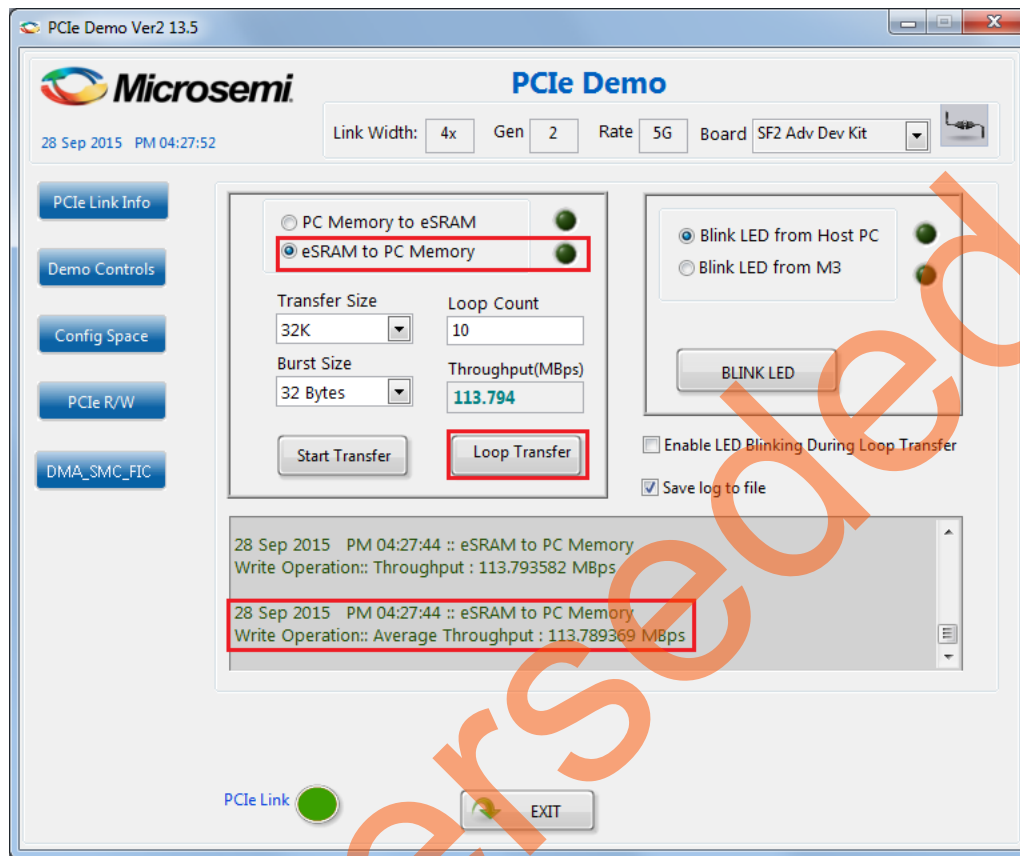 PCIe Demo Ver2 13.5
Microsemi.
PCIe Demo
28 Sep 2015 PM 04:27:52
Link Width: 4x Gen 2 Rate 5G Board SF2 Adv Dev Kit
PCIe Link Info
Demo Controls
Config Space
PCIe R/W
DMA_SMC_FIC
PC Memory to eSRAM
eSRAM to PC Memory
Transfer Size Loop Count
32K 10
Burst Size Throughput(MBps)
32 Bytes 113.794
Start Transfer Loop Transfer
Blink LED from Host PC
Blink LED from M3
BLINK LED
Enable LED Blinking During Loop Transfer
Save log to file
28 Sep 2015 PM 04:27:44 :: eSRAM to PC Memory
Write Operation:: Throughput : 113.793582 MBps
28 Sep 2015 PM 04:27:44 :: eSRAM to PC Memory
Write Operation:: Average Throughput : 113.789369 MBps
PCIe Link
EXIT
erseded